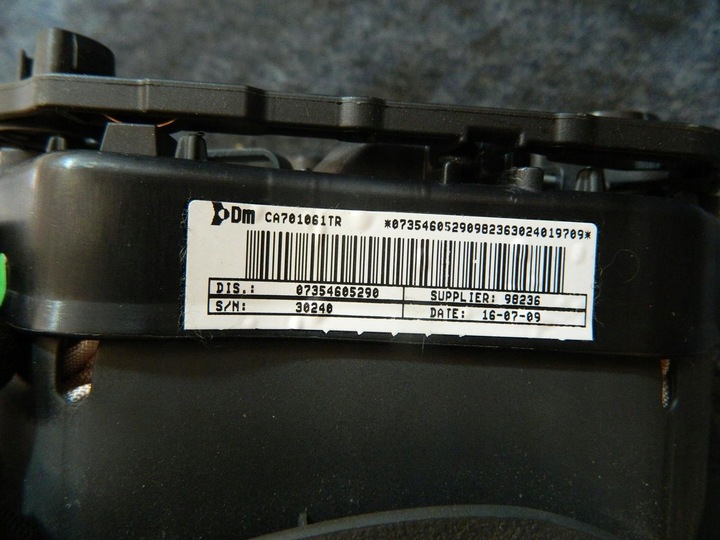 Dm CA701061TR *07354605290982363024019709*
DIS.: 07354605290 SUPPLIER: 98236
S/N: 30240 DATE: 16-07-09